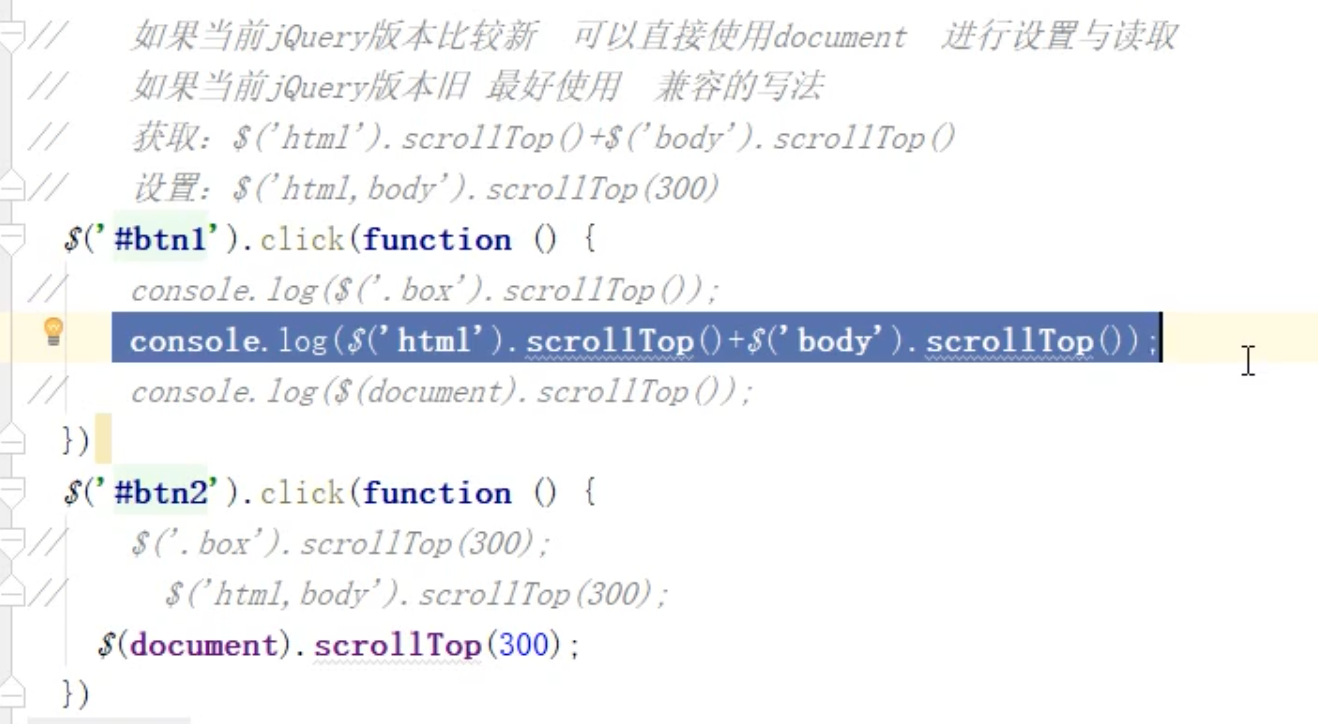 //    如果当前jQuery版本比较新  可以直接使用document  进行设置与读取
//    如果当前jQuery版本旧 最好使用  兼容的写法
//    获取：$('html').scrollTop()+$('body').scrollTop()
//    设置：$('html,body').scrollTop(300)
$('#btn1').click(function () {
//    console.log($('.box').scrollTop());
console.log($('html').scrollTop()+$('body').scrollTop());
//    console.log($(document).scrollTop());
})
$('#btn2').click(function () {
//    $('.box').scrollTop(300);
//      $('html,body').scrollTop(300);
$(document).scrollTop(300);
})